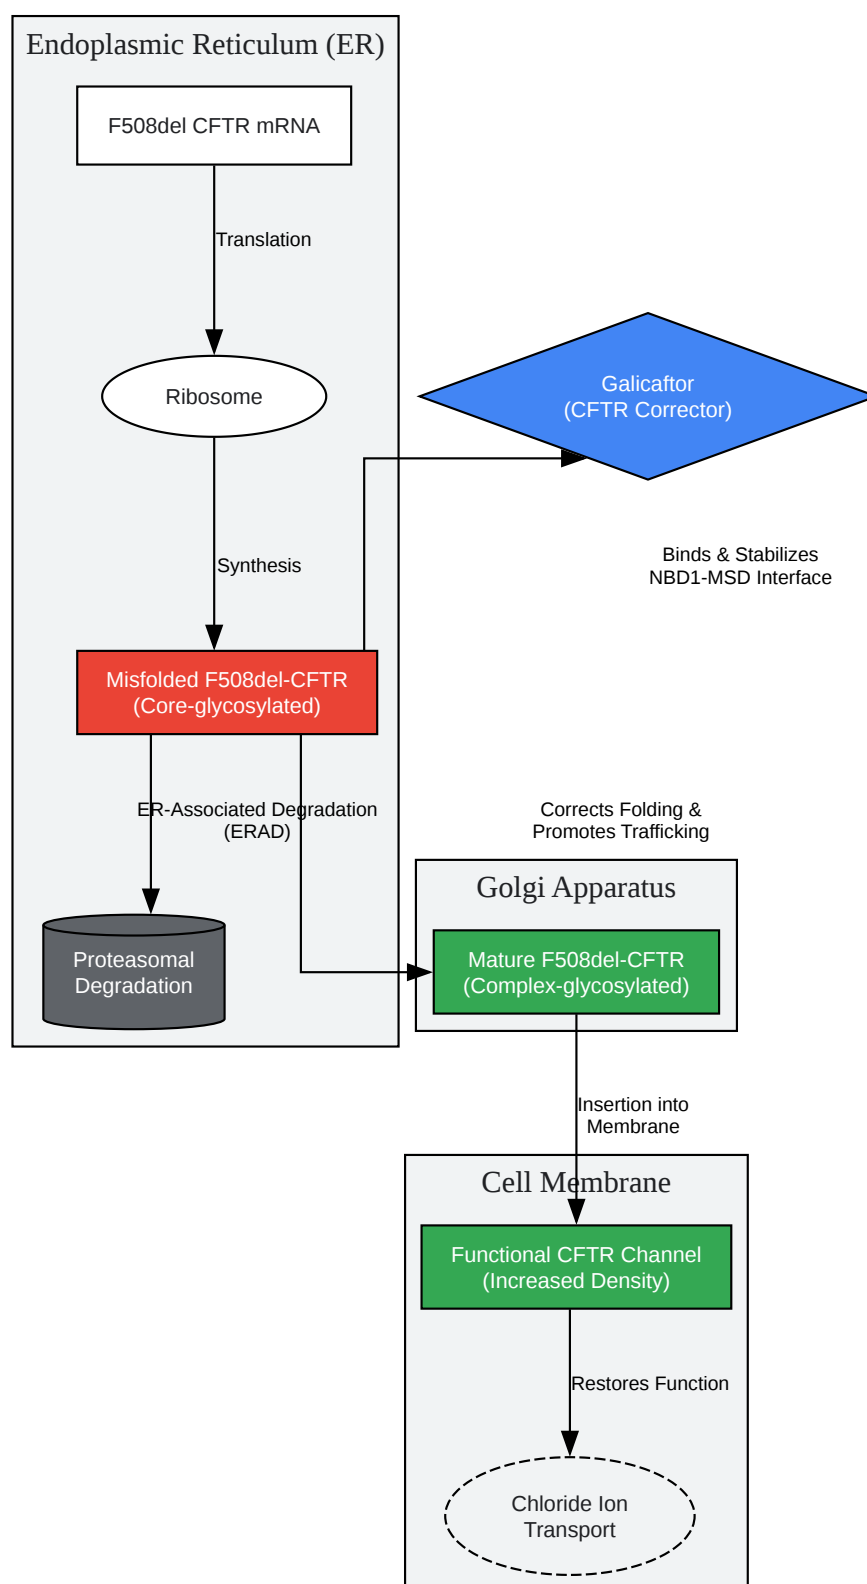 Endoplasmic Reticulum (ER)
F508del CFTR mRNA
Translation
Ribosome
Galicaftor
(CFTR Corrector)
Synthesis
Binds & Stabilizes
NBD1-MSD Interface
Misfolded F508del-CFTR
(Core-glycosylated)
ER-Associated Degradation
(ERAD)
Corrects Folding &
Promotes Trafficking
Golgi Apparatus
Proteasomal
Degradation
Mature F508del-CFTR
(Complex-glycosylated)
Insertion into
Membrane
Cell Membrane
Functional CFTR Channel
(Increased Density)
Restores Function
Chloride Ion
Transport